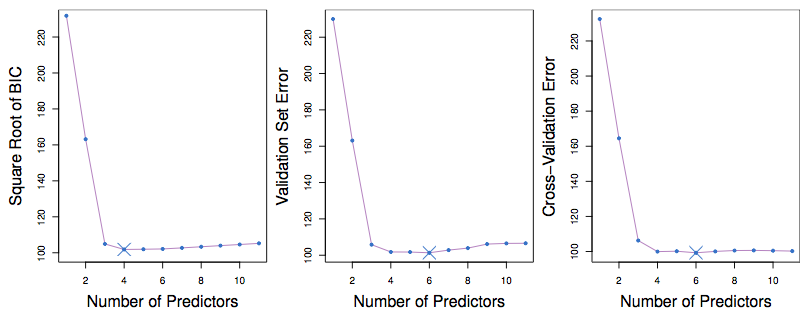 Square Root of BIC
100 120 140 160 180 200 220
2 4 6 8 10
Number of Predictors
Validation Set Error
100 120 140 160 180 200 220
2 4 6 8 10
Number of Predictors
Cross−Validation Error
100 120 140 160 180 200 220
2 4 6 8 10
Number of Predictors